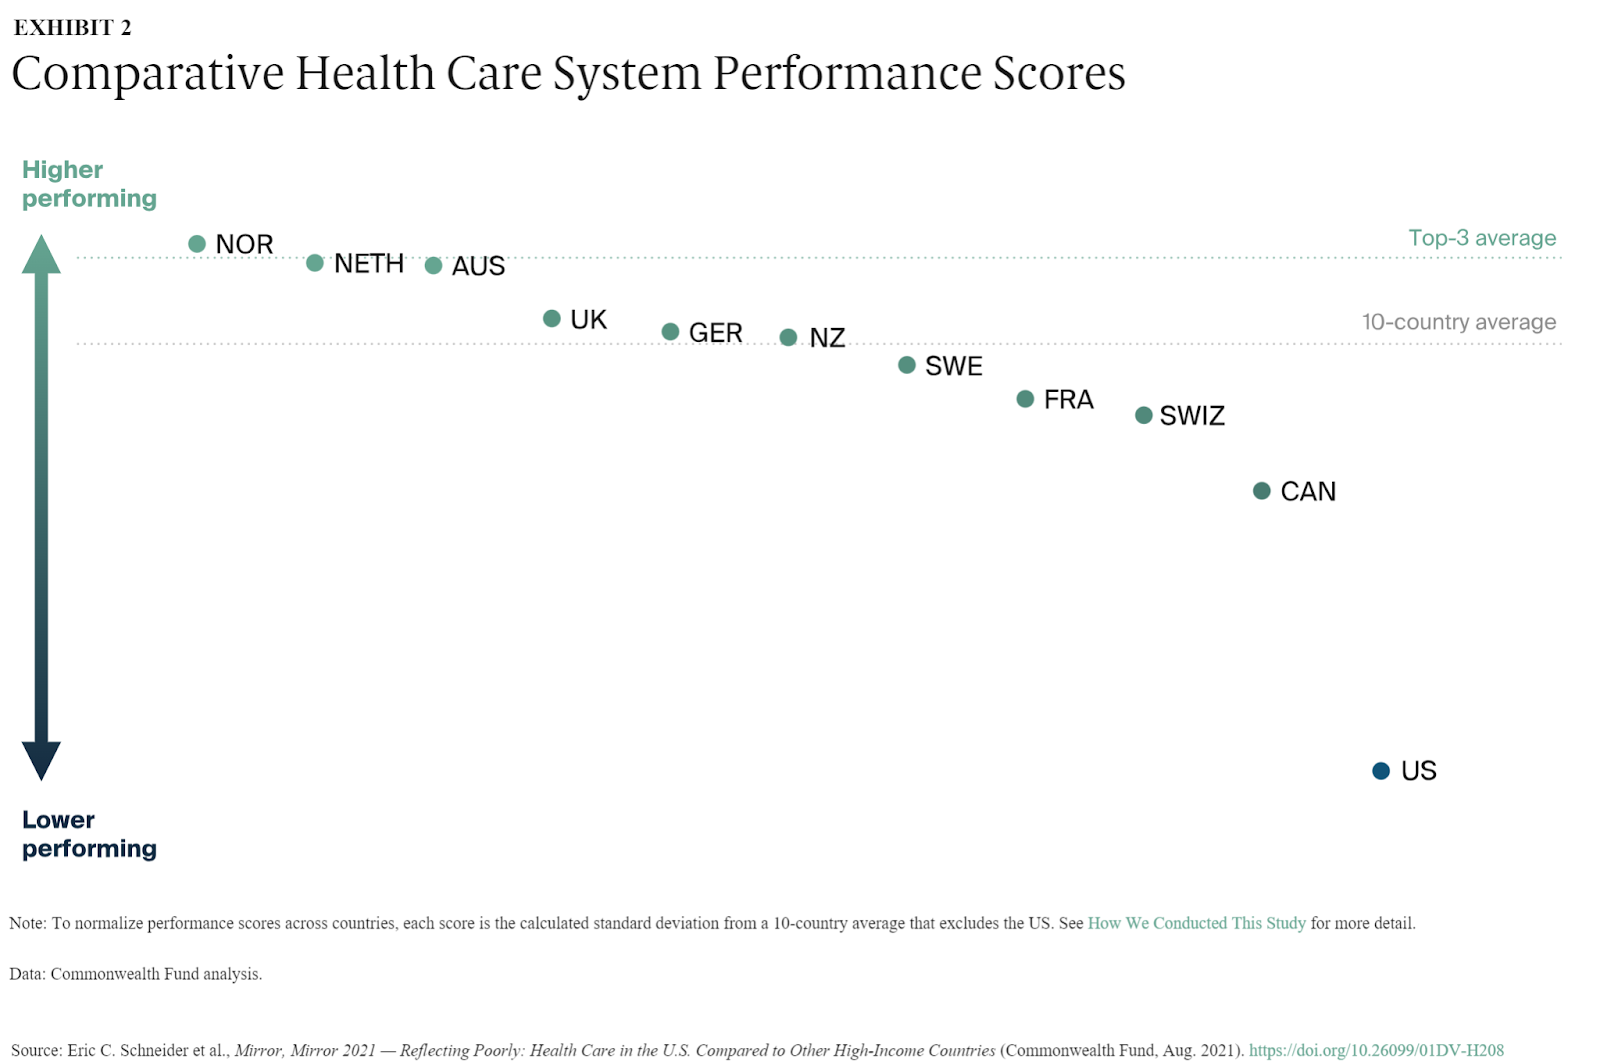 EXHIBIT 2
Comparative Health Care System Performance Scores
Higher
performing
NOR
Top-3 average
NETH
AUS
UK
10-country average
GER
NZ
SWE
FRA
SWIZ
CAN
US
Lower
performing
Note: To normalize performance scores across countries, each score is the calculated standard deviation from a 10-country average that excludes the US. See How We Conducted This Study for more detail.
Data: Commonwealth Fund analysis.
Source: Eric C. Schneider et al., Mirror, Mirror 2021 — Reflecting Poorly: Health Care in the U.S. Compared to Other High-Income Countries (Commonwealth Fund, Aug. 2021). https://doi.org/10.26099/01DV-H208